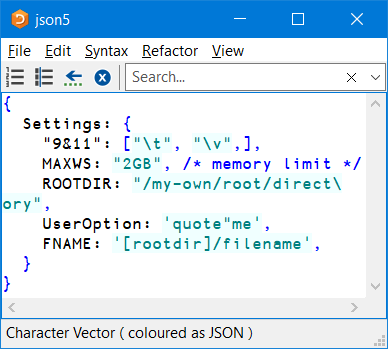 json5
File Edit Syntax Refactor View
Search...
{
  Settings: {
    "9&11": ["\t", "\v",],
    MAXWS: "2GB", /* memory limit */
    ROOTDIR: "/my-own/root/direct\
ory",
    UserOption: 'quote"me',
    FNAME: '[rootdir]/filename',
  }
}
Character Vector ( coloured as JSON )